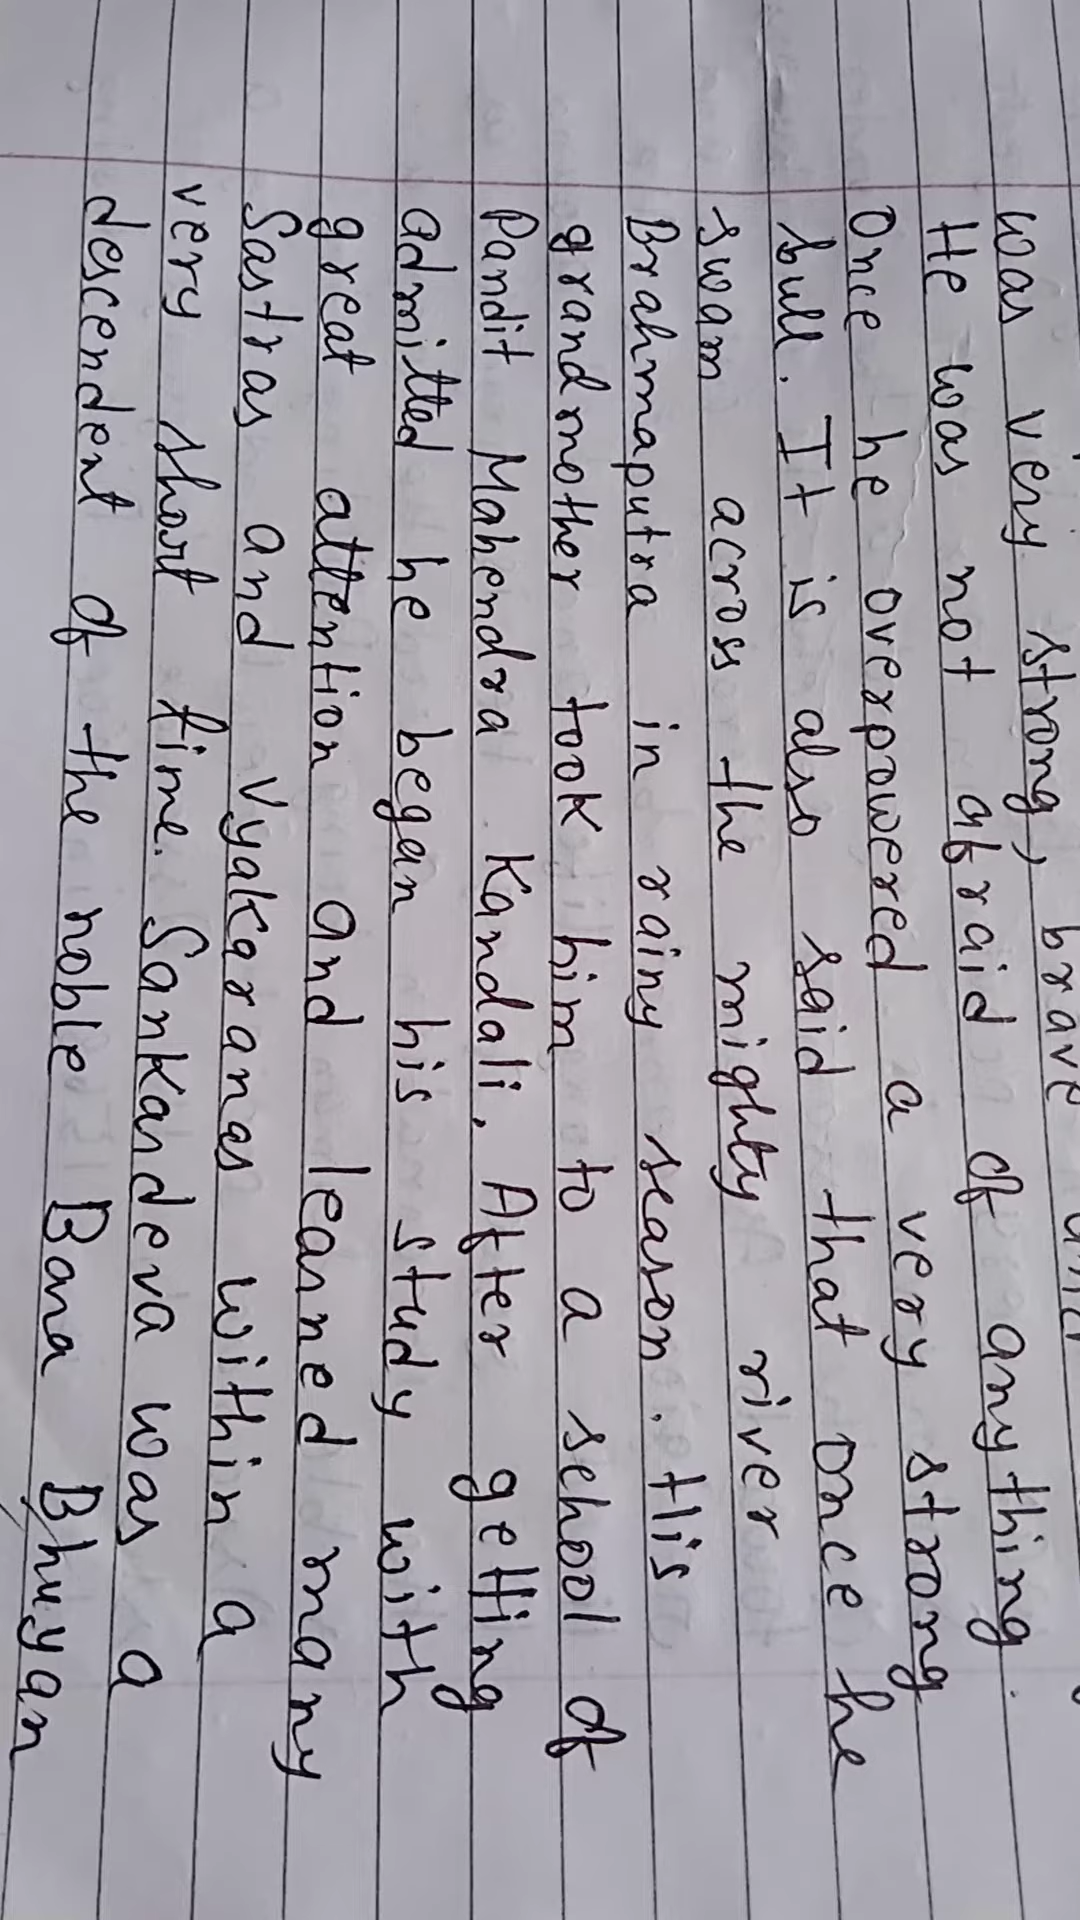 was very strong, brave and
He was not afraid of anything.
Once he overpowered a very strong
bull. It is also said that once he
swam across the mighty river
Brahmaputra in rainy season. His
grandmother took him to a school of
Pandit Mahendra Kandali. After getting
admitted he began his study with
great attention and learned many
Sastras and Vyakaranas within a
very short time. Sankardeva was a
descendent of the noble Bara Bhuyan